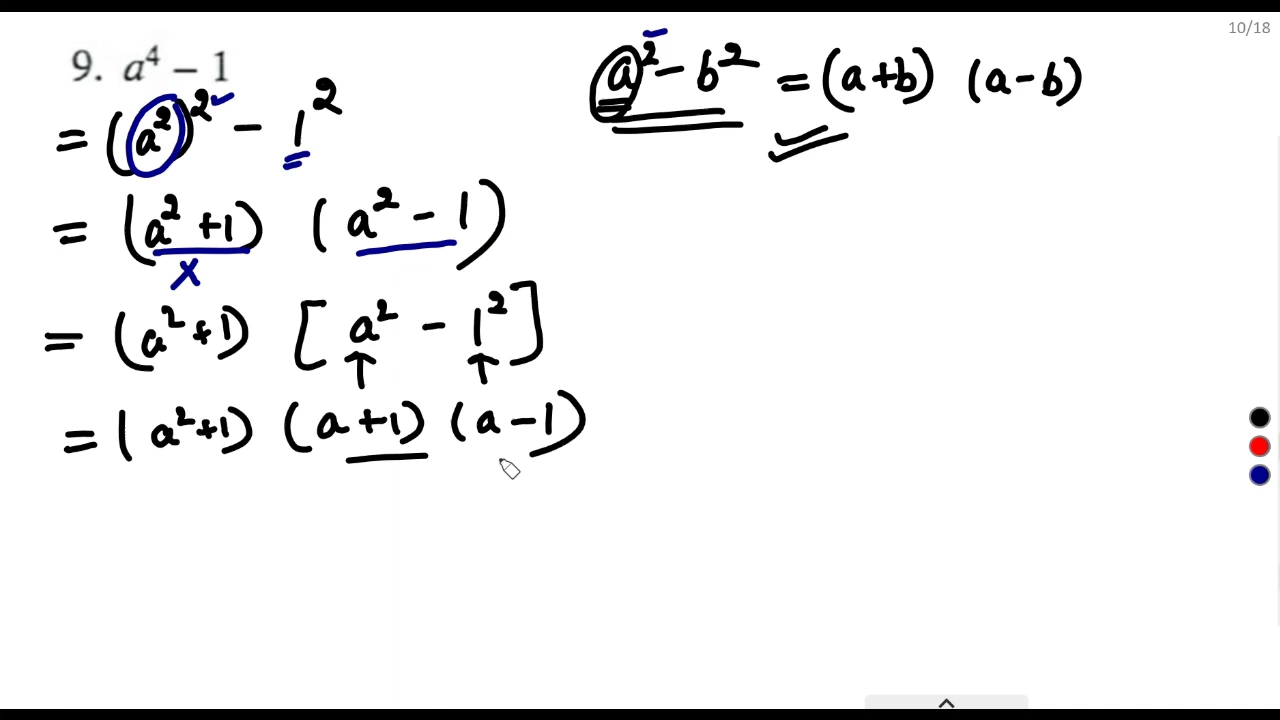 10/18
9. a⁴ – 1
a² – b² = (a+b) (a–b)
= (a²)² – 1²
= (a² +1) (a² – 1)
x
= (a²+1) [a² – 1²]
= (a²+1) (a+1) (a–1)